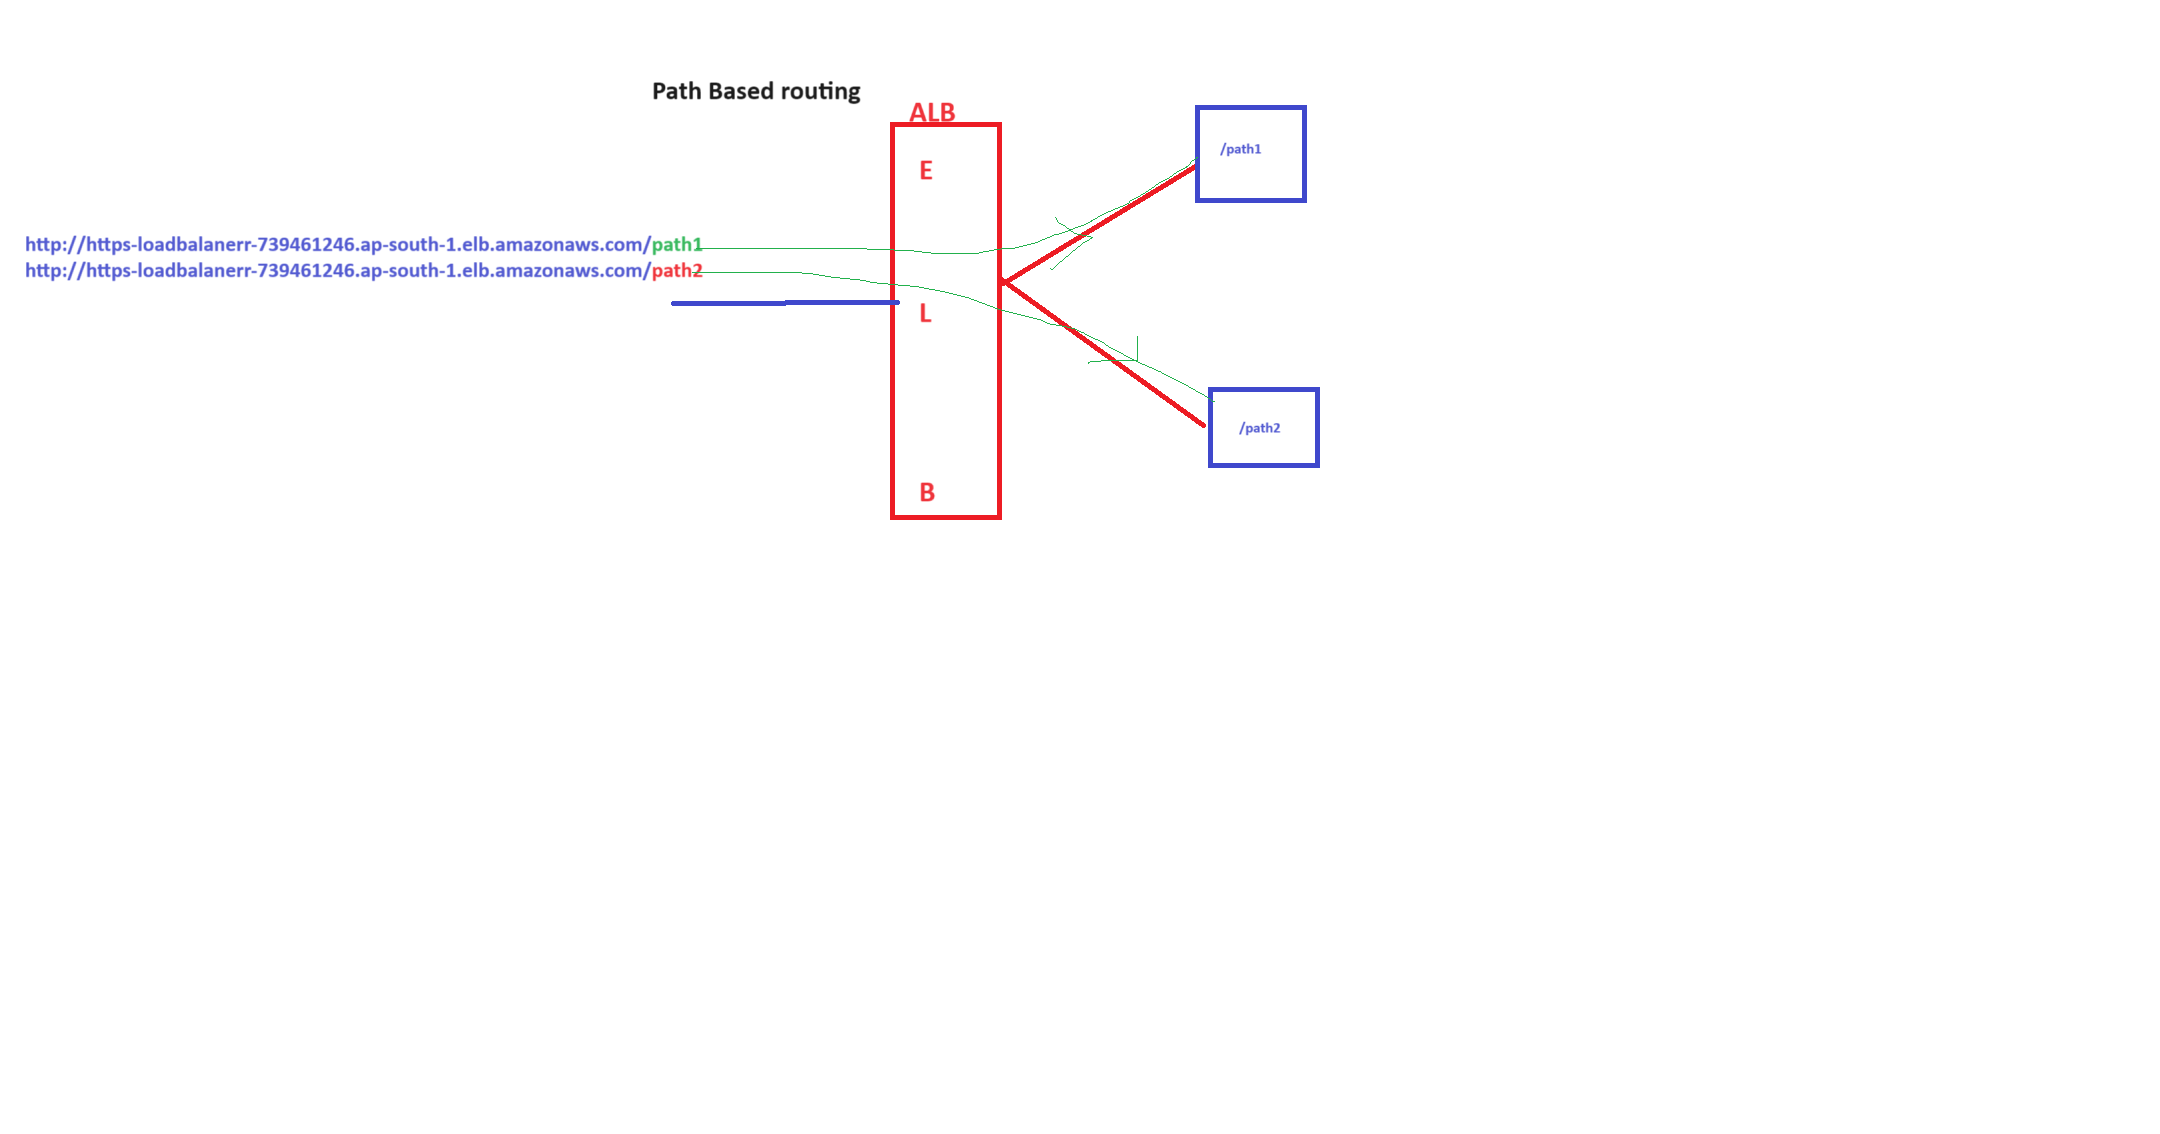 Path Based routing
ALB
E
/path1
http://https-loadbalanerr-739461246.ap-south-1.elb.amazonaws.com/path1
http://https-loadbalanerr-739461246.ap-south-1.elb.amazonaws.com/path2
L
/path2
B